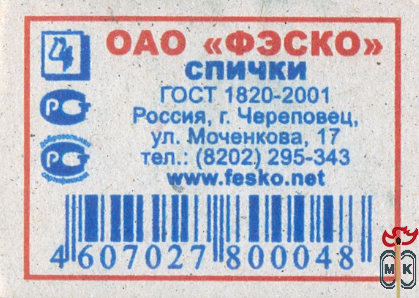 ОАО «ФЭСКО»
СПИЧКИ
ГОСТ 1820-2001
Россия, г. Череповец,
ул. Моченкова, 17
тел.: (8202) 295-343
www.fesko.net
4 607027 800048
МК